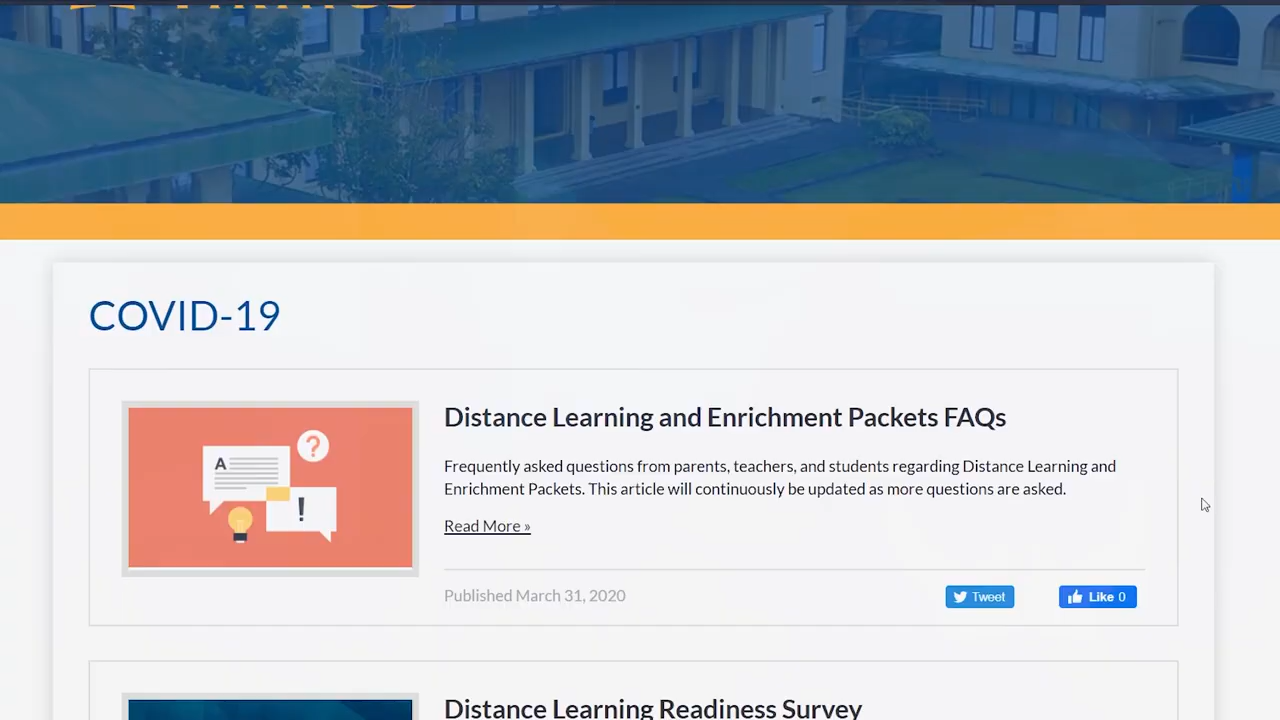 COVID-19
Distance Learning and Enrichment Packets FAQs
Frequently asked questions from parents, teachers, and students regarding Distance Learning and
Enrichment Packets. This article will continuously be updated as more questions are asked.
Read More »
Published March 31, 2020
Tweet
Like 0
A
?
!
Distance Learning Readiness Survey